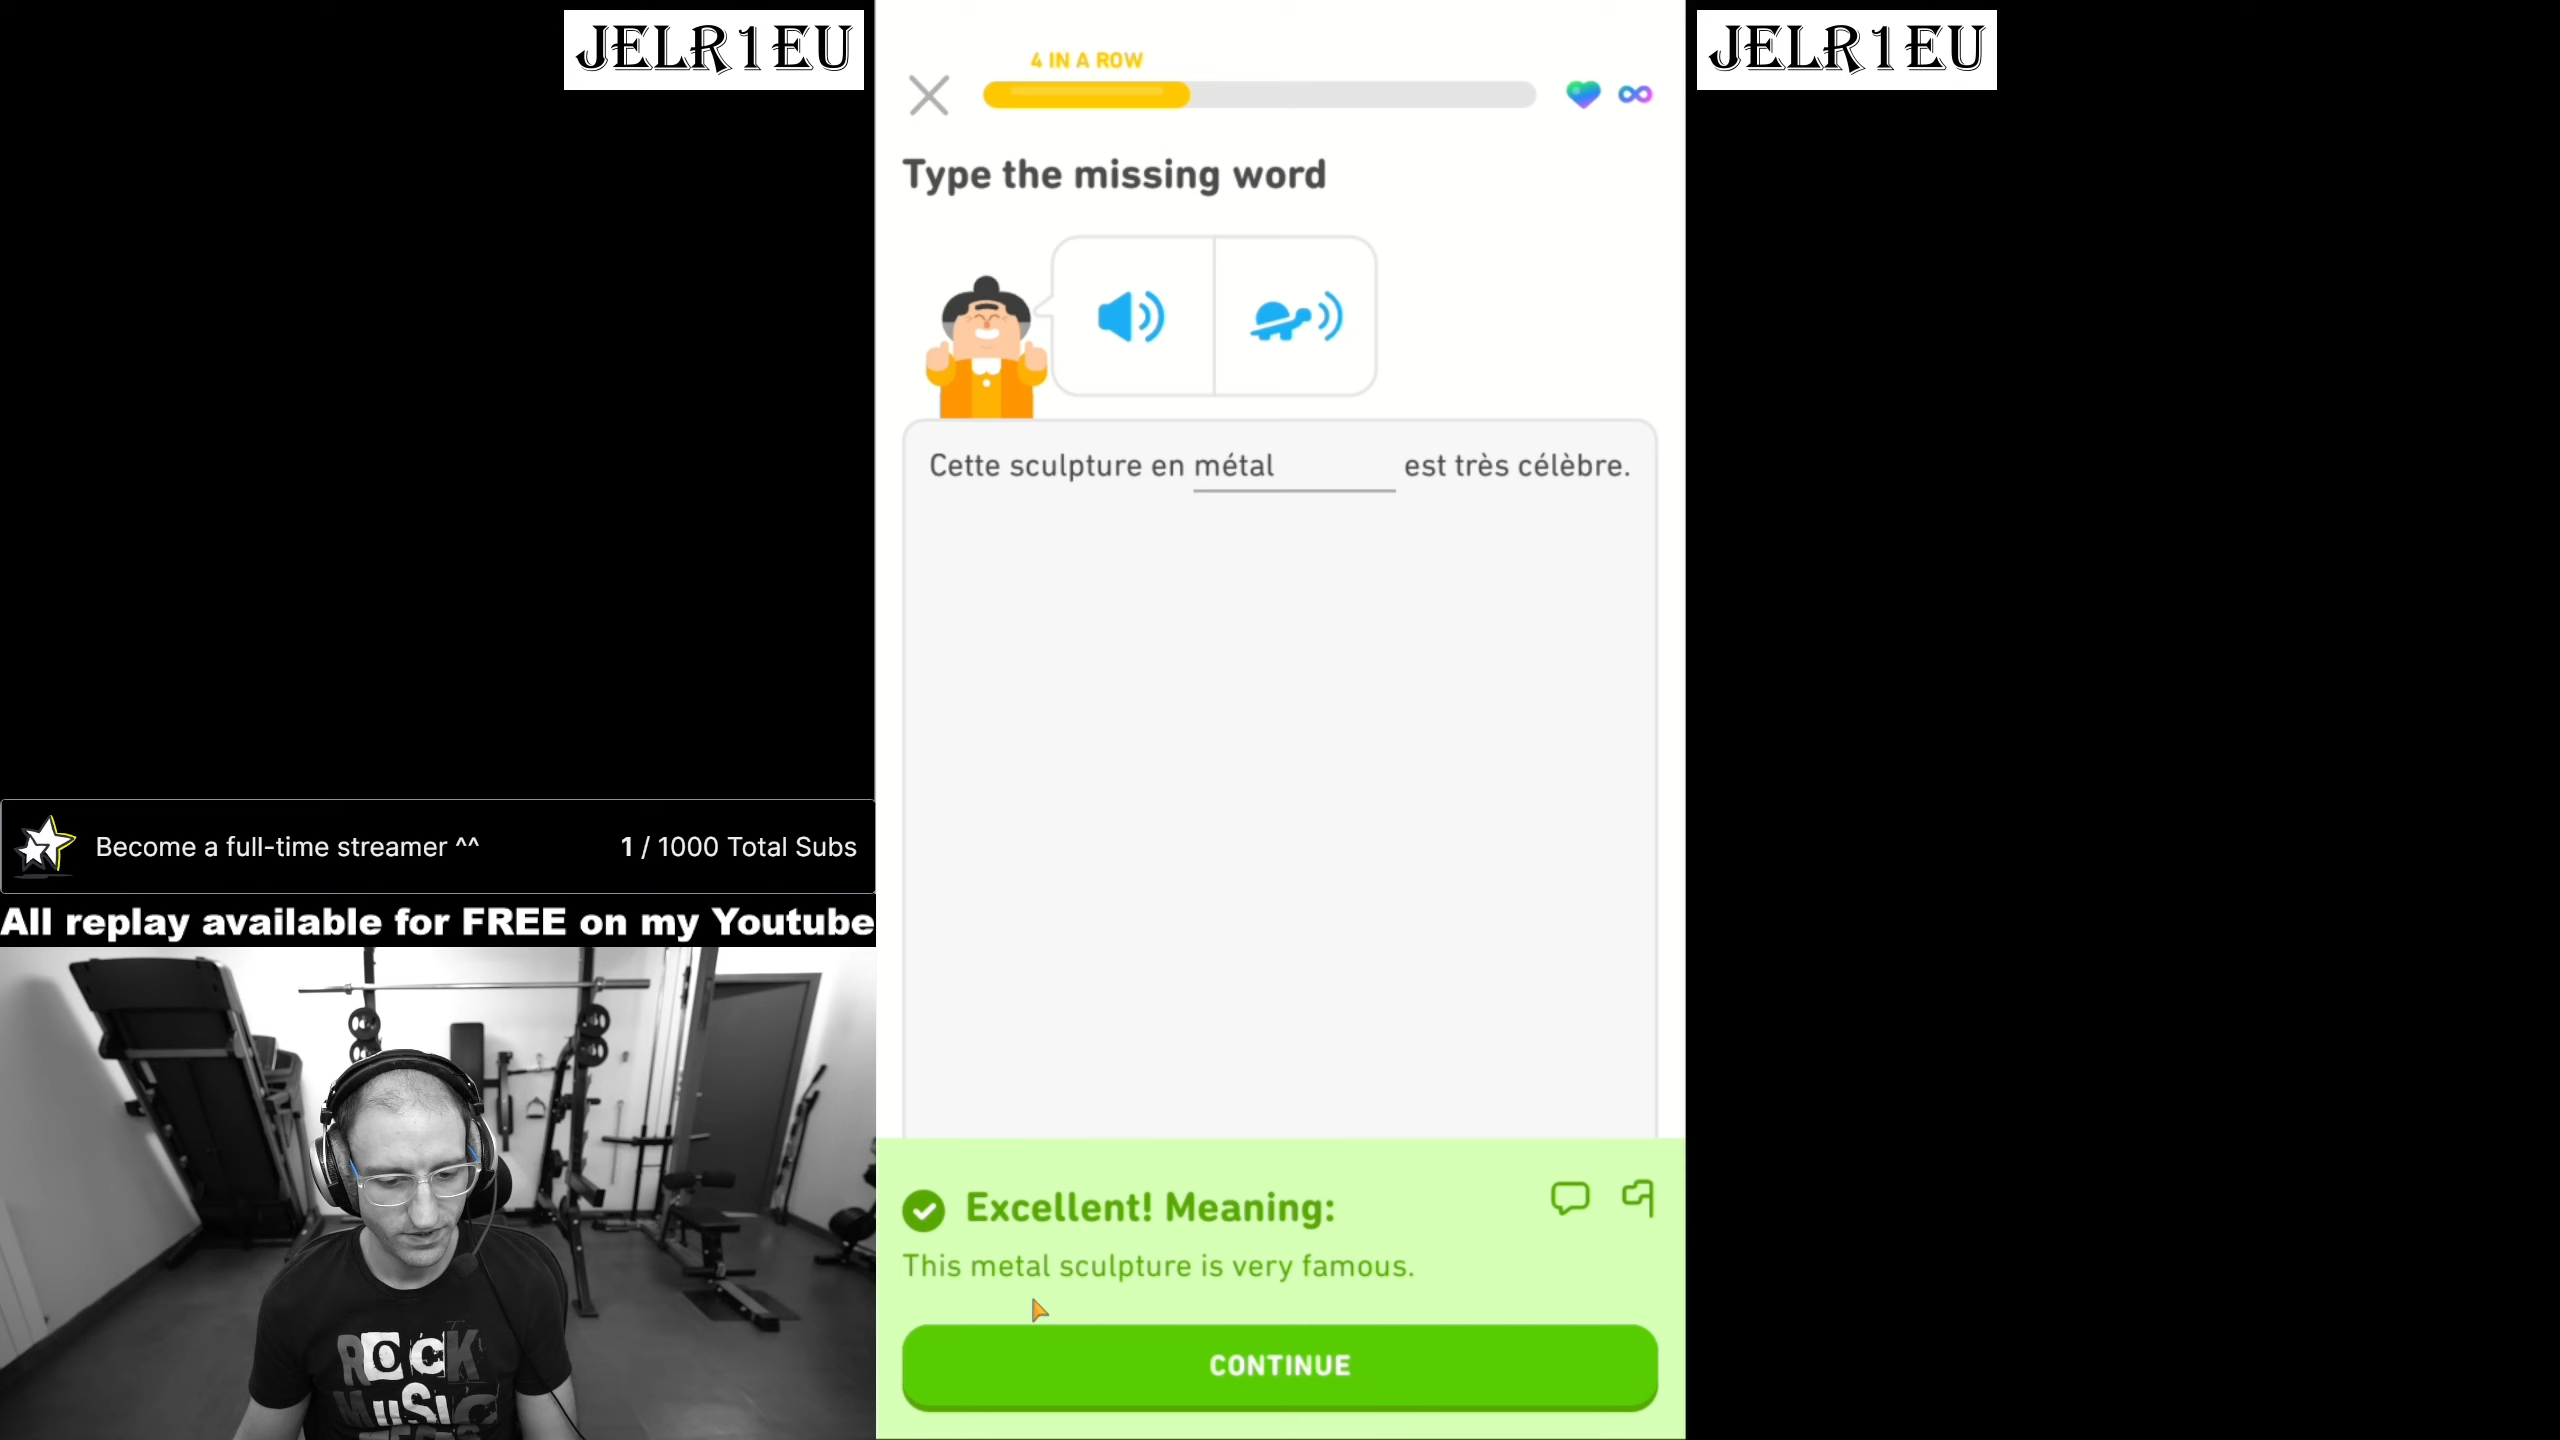 JELR1EU
4 IN A ROW
JELR1EU
Type the missing word
Cette sculpture en métal est très célèbre.
Become a full-time streamer ^^ 1 / 1000 Total Subs
All replay available for FREE on my Youtube
Excellent! Meaning:
This metal sculpture is very famous.
CONTINUE
ROCK
MUSIC